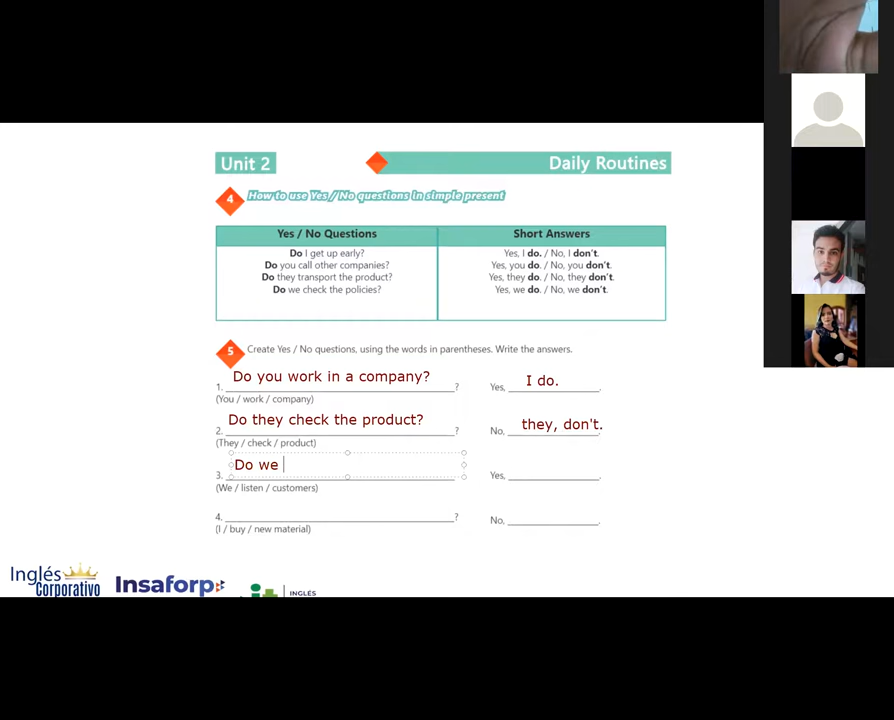 Unit 2
Daily Routines
4 How to use Yes / No questions in simple present
Yes / No Questions
Short Answers
Do I get up early?
Yes, I do. / No, I don't.
Do you call other companies?
Yes, you do. / No, you don't.
Do they transport the product?
Yes, they do. / No, they don't.
Do we check the policies?
Yes, we do. / No, we don't.
5 Create Yes / No questions, using the words in parentheses. Write the answers.
1. Do you work in a company? ?
Yes, I do. .
(You / work / company)
2. Do they check the product? ?
No, they, don't. .
(They / check / product)
3. Do we
Yes, .
(We / listen / customers)
4. ?
No, .
(I / buy / new material)
Inglés
Corporativo
Insaforp
INGLÉS